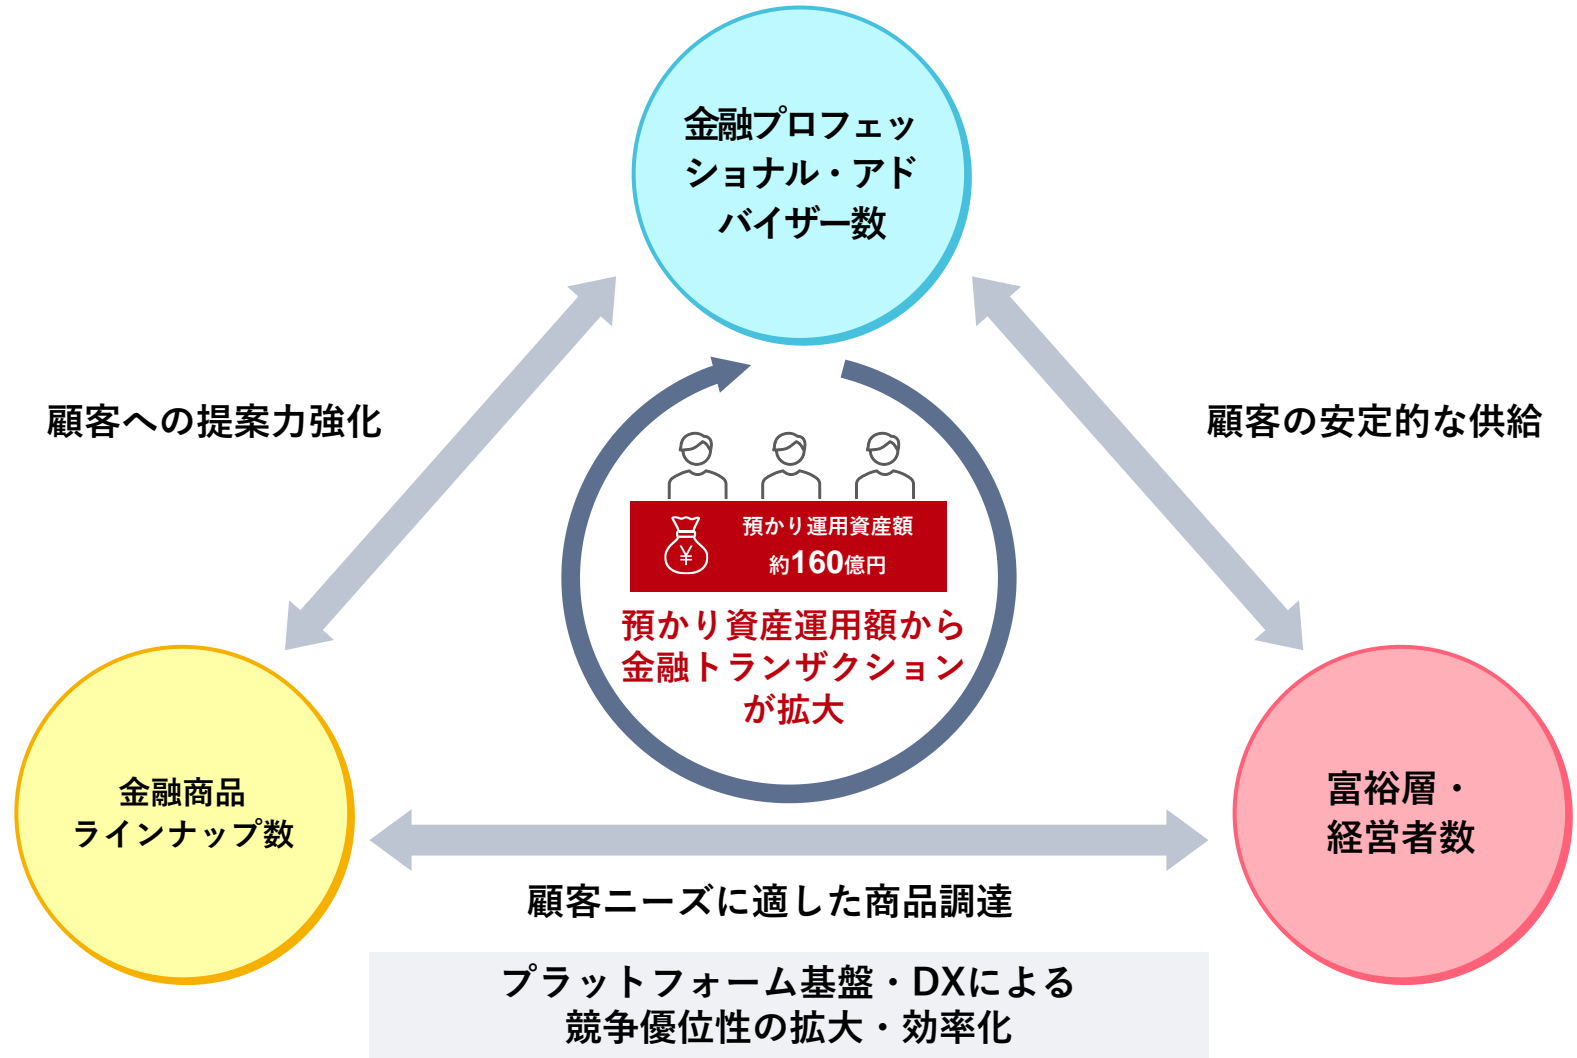 金融プロフェッ
ショナル・アド
バイザー数
顧客への提案力強化
顧客の安定的な供給
¥
預かり運用資産額
約160億円
預かり資産運用額から
金融トランザクション
が拡大
金融商品
ラインナップ数
富裕層・
経営者数
顧客ニーズに適した商品調達
プラットフォーム基盤・DXによる
競争優位性の拡大・効率化